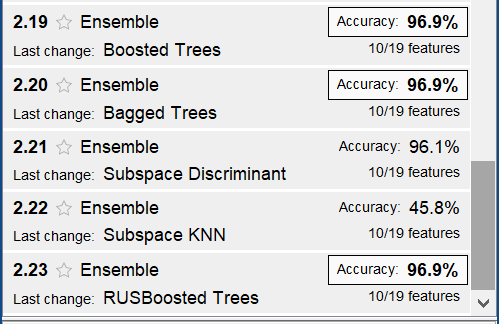 2.19 Ensemble Accuracy: 96.9%
Last change: Boosted Trees 10/19 features
2.20 Ensemble Accuracy: 96.9%
Last change: Bagged Trees 10/19 features
2.21 Ensemble Accuracy: 96.1%
Last change: Subspace Discriminant 10/19 features
2.22 Ensemble Accuracy: 45.8%
Last change: Subspace KNN 10/19 features
2.23 Ensemble Accuracy: 96.9%
Last change: RUSBoosted Trees 10/19 features